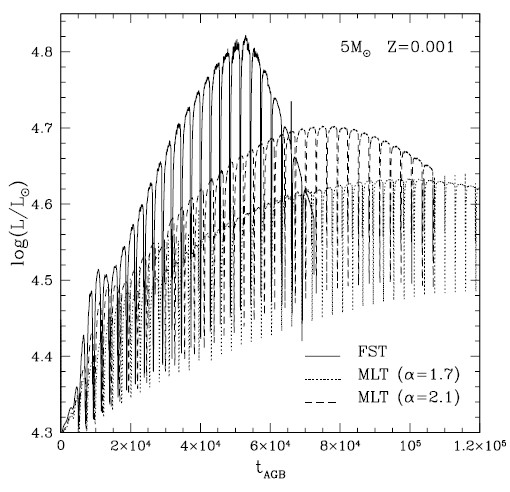 4.8
4.7
4.6
4.5
4.4
4.3
log(L/L☉)
5M☉ Z=0.001
FST
MLT (α=1.7)
MLT (α=2.1)
0 2×10⁴ 4×10⁴ 6×10⁴ 8×10⁴ 10⁵ 1.2×10⁵
t_AGB